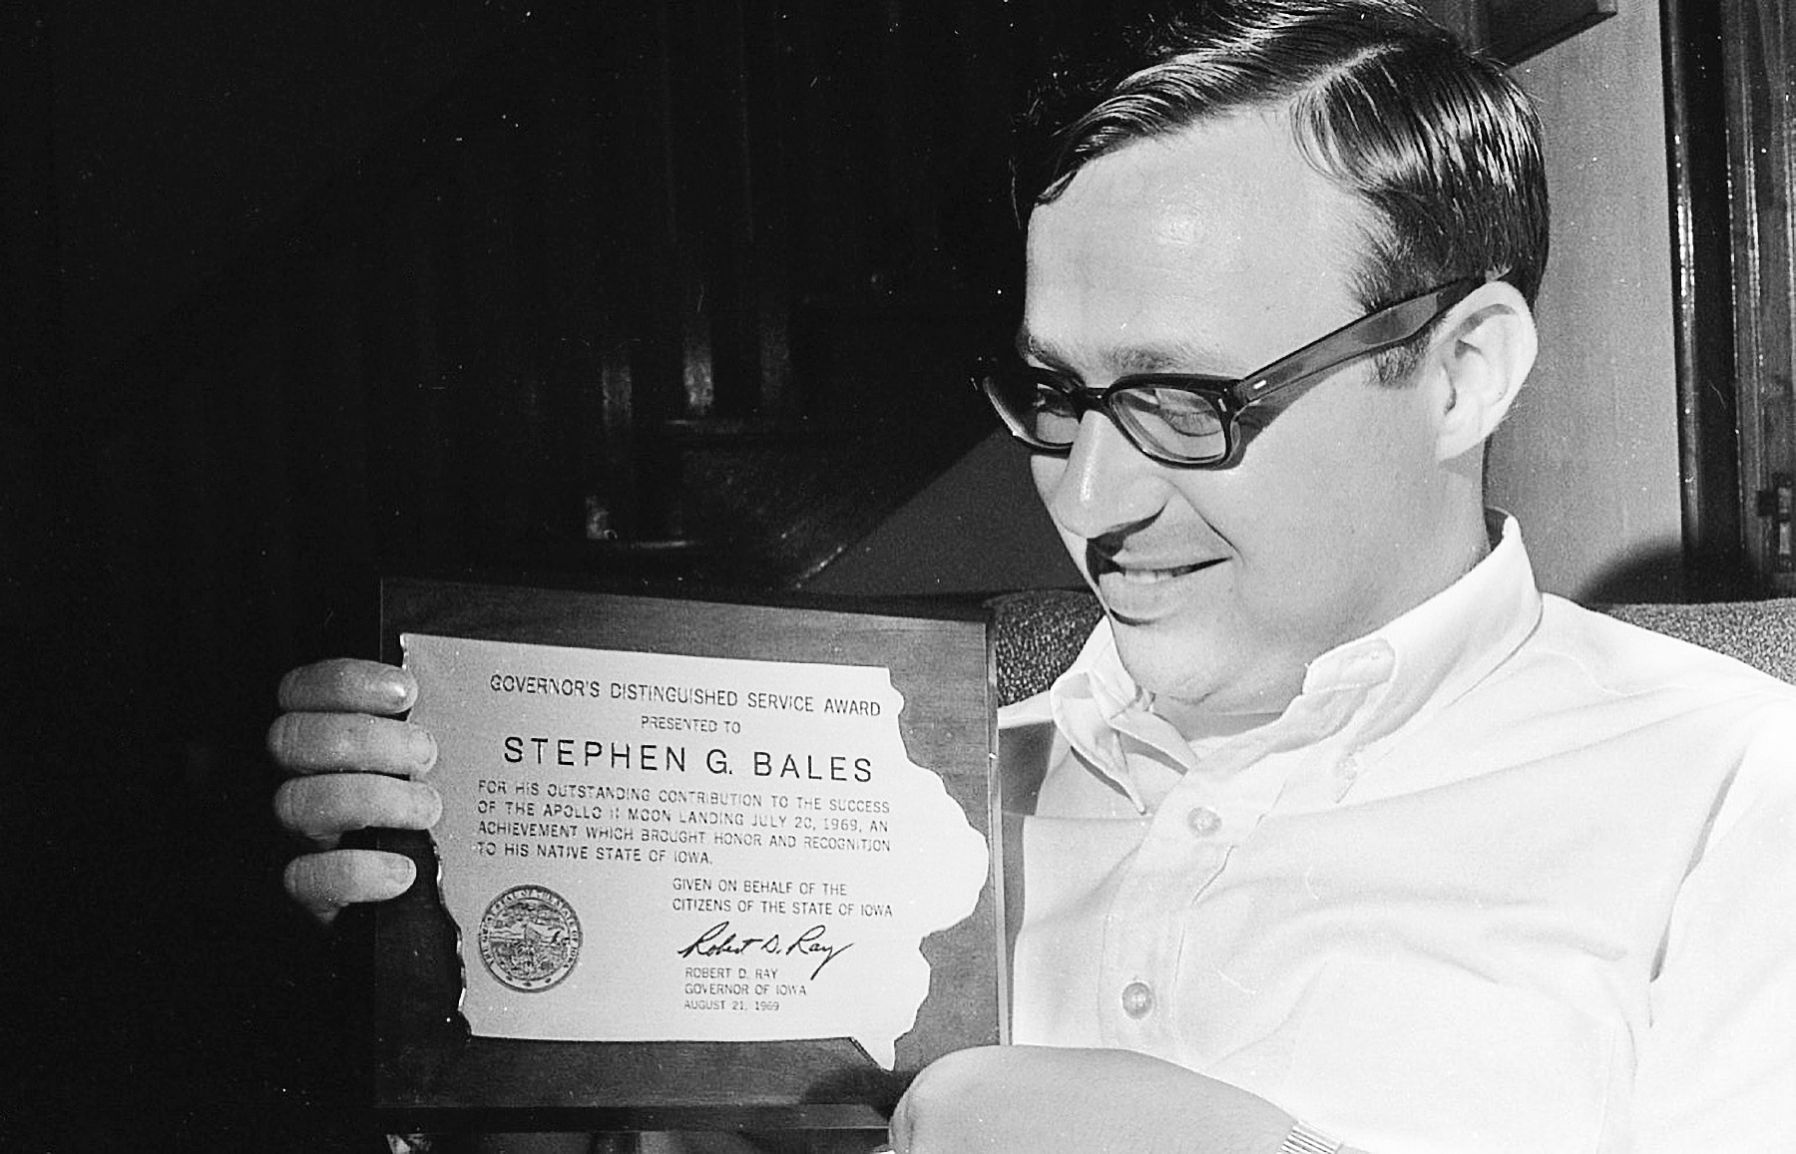 GOVERNOR'S DISTINGUISHED SERVICE AWARD
PRESENTED TO
STEPHEN G. BALES
FOR HIS OUTSTANDING CONTRIBUTION TO THE SUCCESS
OF THE APOLLO 11 MOON LANDING JULY 20, 1969, AN
ACHIEVEMENT WHICH BROUGHT HONOR AND RECOGNITION
TO HIS NATIVE STATE OF IOWA.
GIVEN ON BEHALF OF THE
CITIZENS OF THE STATE OF IOWA
Robert D. Ray
ROBERT D. RAY
GOVERNOR OF IOWA
AUGUST 21, 1969